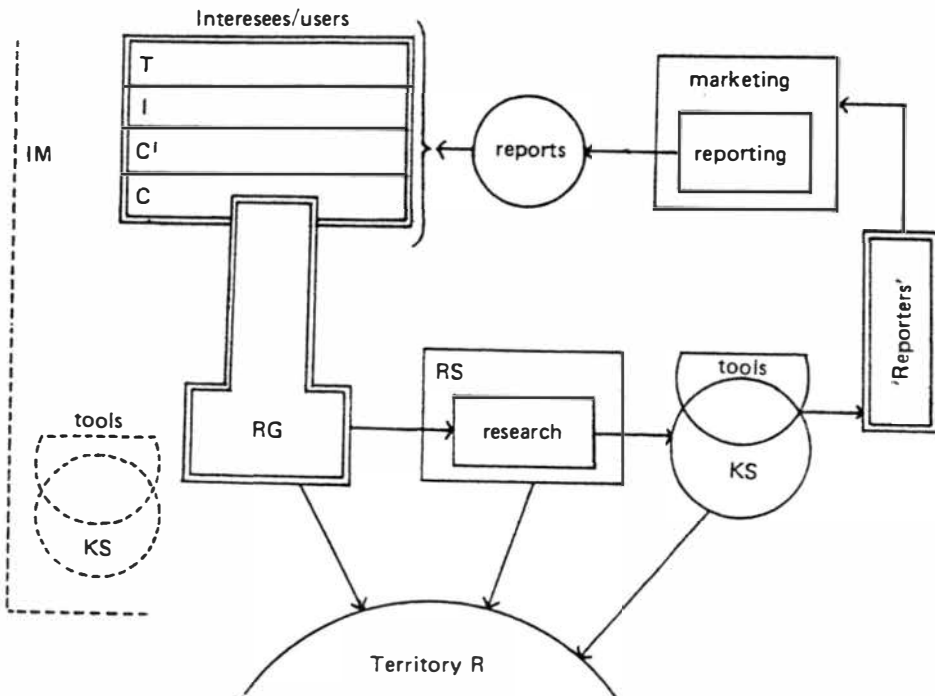 Interesees/users
T
I
C'
C
IM
reports
marketing
reporting
'Reporters'
RG
RS
research
tools
KS
tools
KS
Territory R